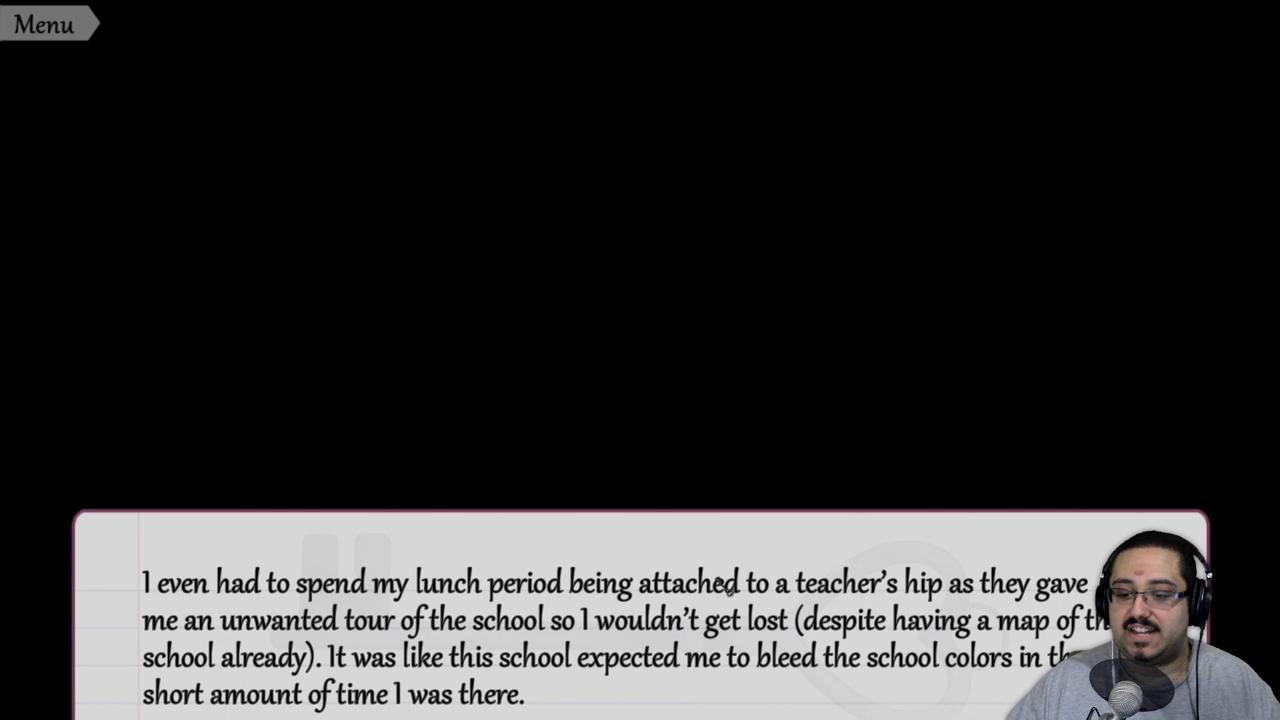 Menu
I even had to spend my lunch period being attached to a teacher's hip as they gave
me an unwanted tour of the school so I wouldn't get lost (despite having a map of
school already). It was like this school expected me to bleed the school colors in
short amount of time I was there.